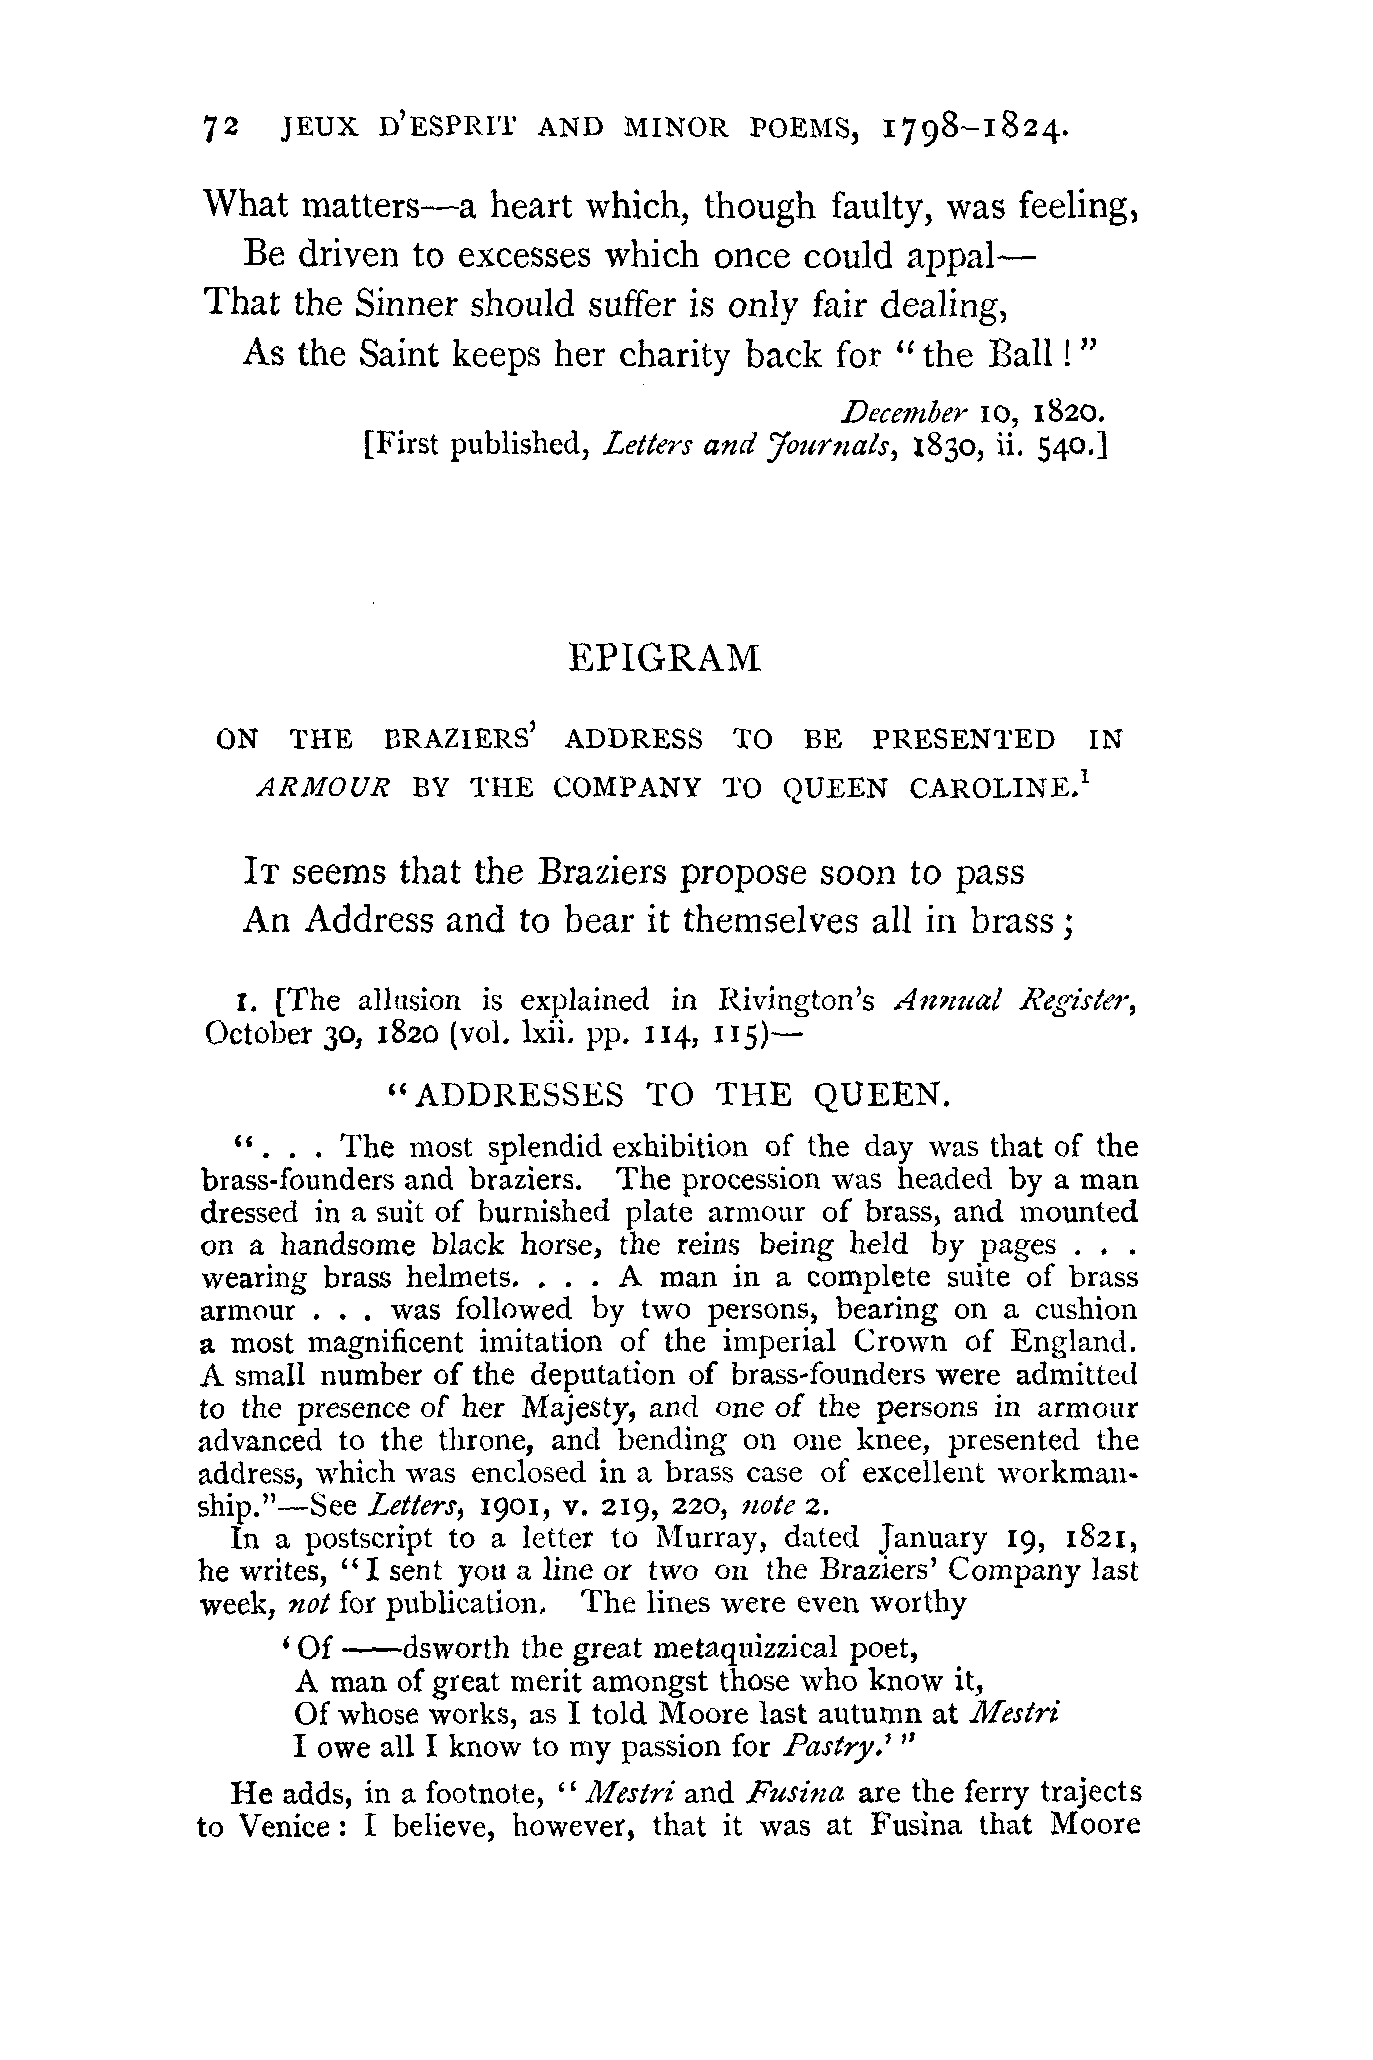 72 JEUX D'ESPRIT AND MINOR POEMS, 1798–1824.
What matters—a heart which, though faulty, was feeling,
Be driven to excesses which once could appal—
That the Sinner should suffer is only fair dealing,
As the Saint keeps her charity back for "the Ball!"
December 10, 1820.
[First published, Letters and Journals, 1830, ii. 540.]
EPIGRAM
ON THE BRAZIERS' ADDRESS TO BE PRESENTED IN
ARMOUR BY THE COMPANY TO QUEEN CAROLINE.¹
IT seems that the Braziers propose soon to pass
An Address and to bear it themselves all in brass;
1. [The allusion is explained in Rivington's Annual Register,
October 30, 1820 (vol. lxii. pp. 114, 115)—
"ADDRESSES TO THE QUEEN.
". . . The most splendid exhibition of the day was that of the
brass-founders and braziers. The procession was headed by a man
dressed in a suit of burnished plate armour of brass, and mounted
on a handsome black horse, the reins being held by pages . . .
wearing brass helmets. . . . A man in a complete suite of brass
armour . . . was followed by two persons, bearing on a cushion
a most magnificent imitation of the imperial Crown of England.
A small number of the deputation of brass-founders were admitted
to the presence of her Majesty, and one of the persons in armour
advanced to the throne, and bending on one knee, presented the
address, which was enclosed in a brass case of excellent workman-
ship."—See Letters, 1901, v. 219, 220, note 2.
In a postscript to a letter to Murray, dated January 19, 1821,
he writes, "I sent you a line or two on the Braziers' Company last
week, not for publication. The lines were even worthy
'Of ——dsworth the great metaquizzical poet,
A man of great merit amongst those who know it,
Of whose works, as I told Moore last autumn at Mestri
I owe all I know to my passion for Pastry.'"
He adds, in a footnote, "Mestri and Fusina are the ferry trajects
to Venice: I believe, however, that it was at Fusina that Moore